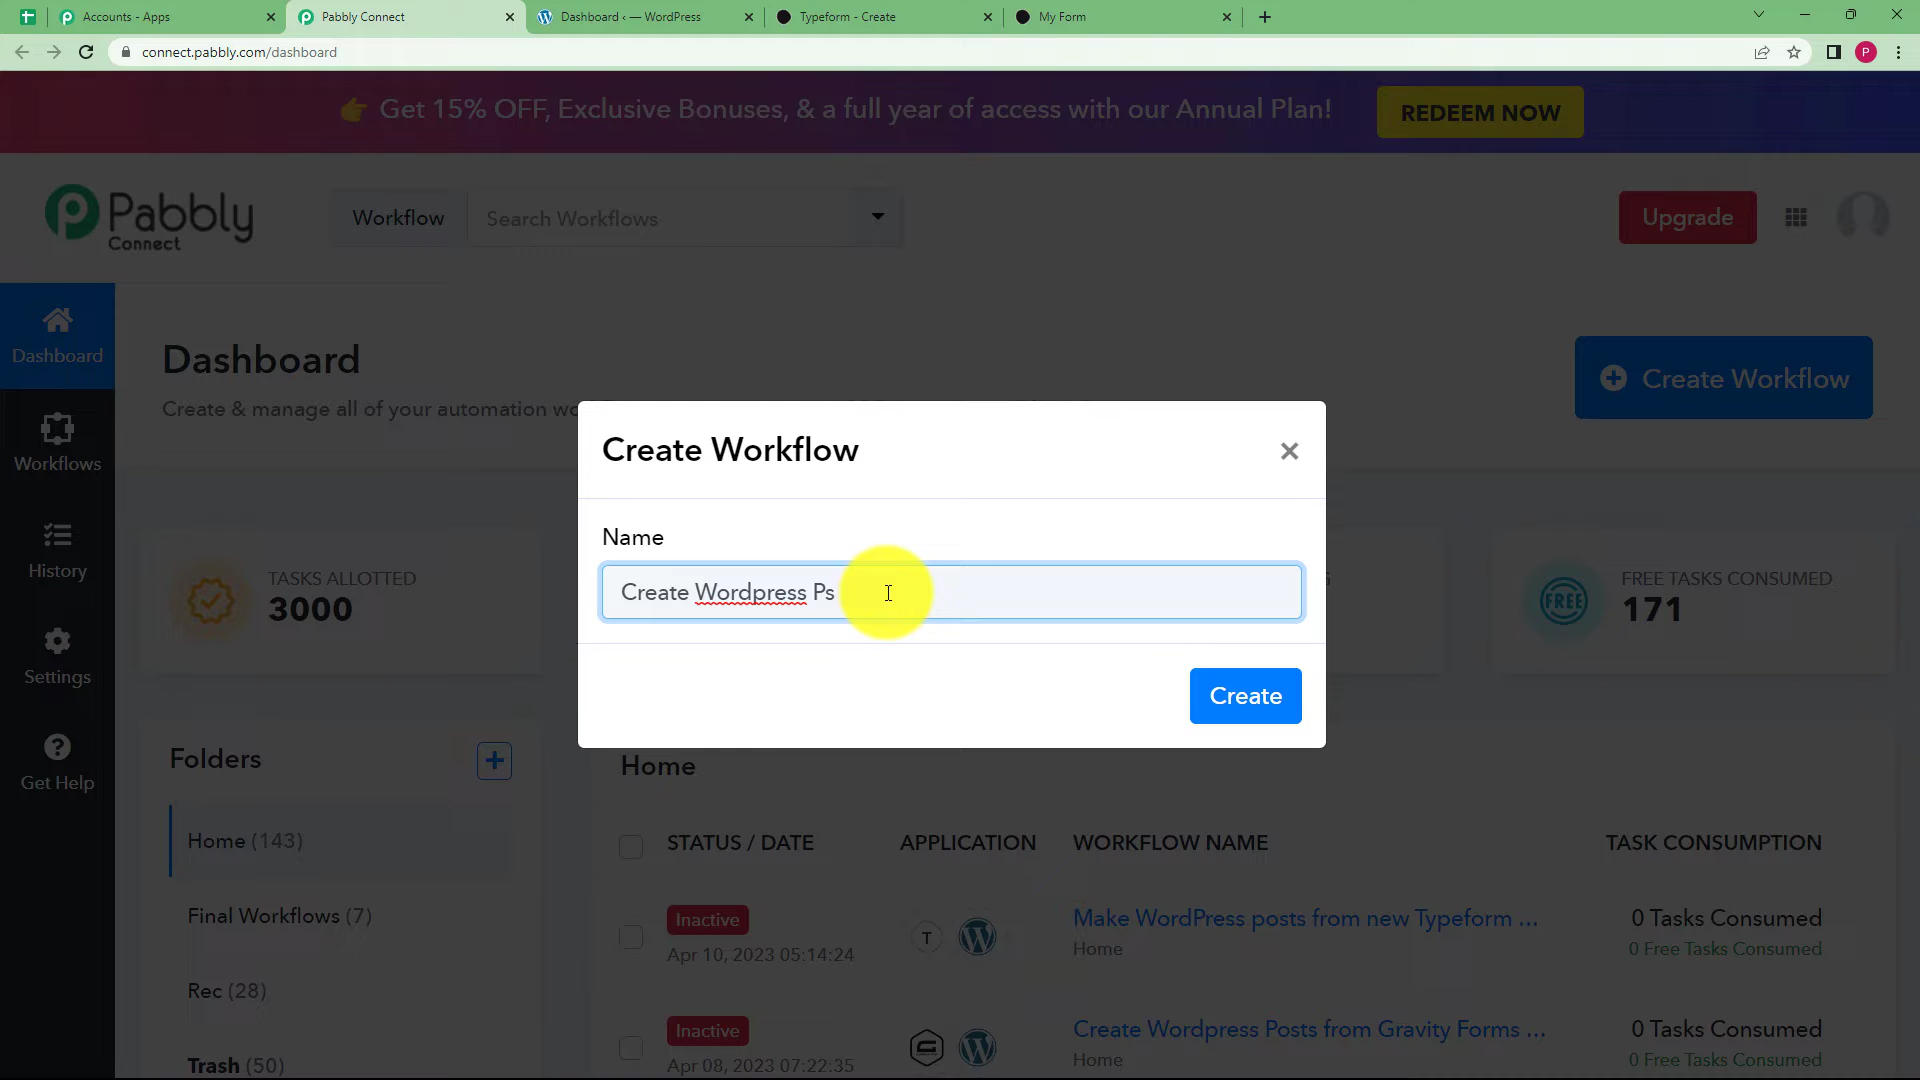 Accounts - Apps
Pabbly Connect
Dashboard ‹ — WordPress
Typeform - Create
My Form
connect.pabbly.com/dashboard
P
Get 15% OFF, Exclusive Bonuses, & a full year of access with our Annual Plan!
REDEEM NOW
Pabbly
Connect
Workflow
Search Workflows
Upgrade
Dashboard
Dashboard
Create Workflow
Create & manage all of your automation wo
Create Workflow
Workflows
Name
Create Wordpress Ps
History
TASKS ALLOTTED
3000
G
FREE
FREE TASKS CONSUMED
171
Settings
Create
Get Help
Folders
Home
Home (143)
STATUS / DATE
APPLICATION
WORKFLOW NAME
TASK CONSUMPTION
Final Workflows (7)
Inactive
Apr 10, 2023 05:14:24
T
Make WordPress posts from new Typeform ...
Home
0 Tasks Consumed
0 Free Tasks Consumed
Rec (28)
Inactive
Apr 08, 2023 07:22:35
Create Wordpress Posts from Gravity Forms ...
Home
0 Tasks Consumed
0 Free Tasks Consumed
Trash (50)